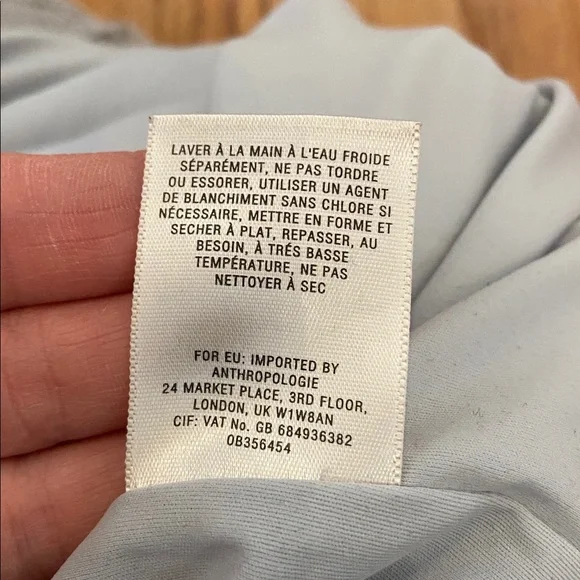 LAVER À LA MAIN À L'EAU FROIDE
SÉPARÉMENT, NE PAS TORDRE
OU ESSORER, UTILISER UN AGENT
DE BLANCHIMENT SANS CHLORE SI
NÉCESSAIRE, METTRE EN FORME ET
SECHER À PLAT, REPASSER, AU
BESOIN, À TRÉS BASSE
TEMPÉRATURE, NE PAS
NETTOYER À SEC
FOR EU: IMPORTED BY
ANTHROPOLOGIE
24 MARKET PLACE, 3RD FLOOR,
LONDON, UK W1W8AN
CIF: VAT No. GB 684936382
0B356454